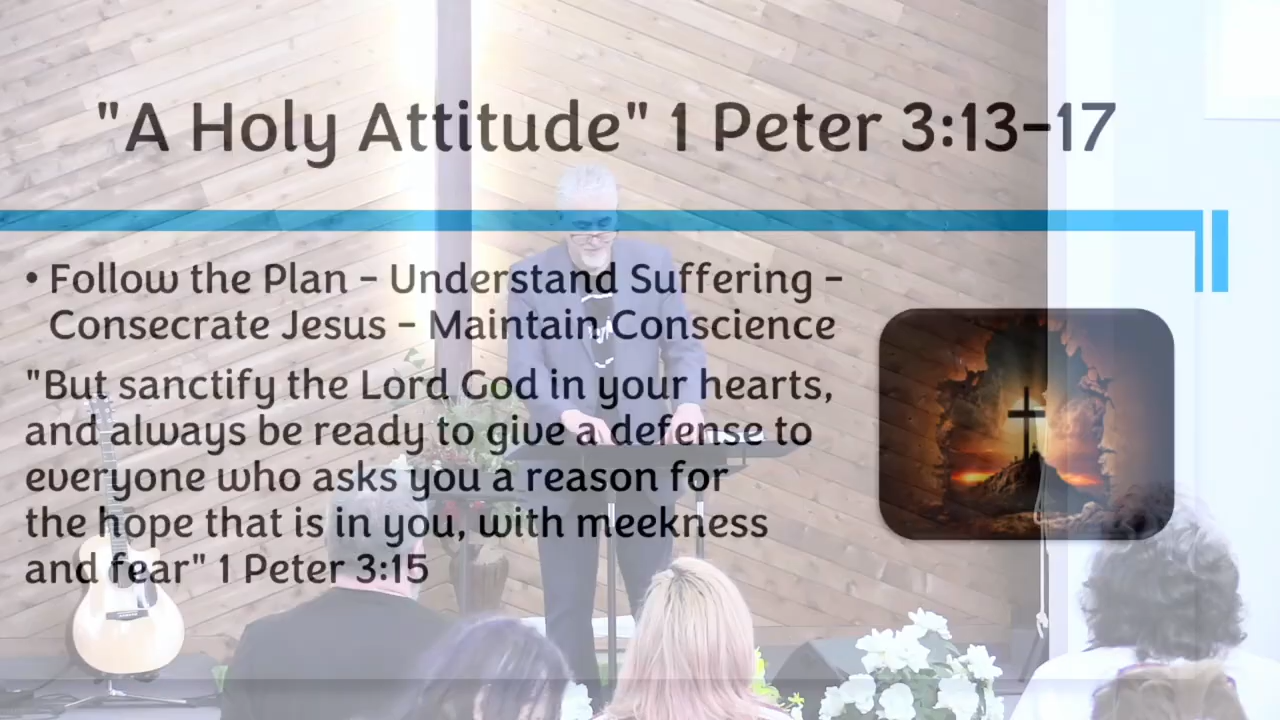 "A Holy Attitude" 1 Peter 3:13-17
• Follow the Plan - Understand Suffering -
Consecrate Jesus - Maintain Conscience
"But sanctify the Lord God in your hearts,
and always be ready to give a defense to
everyone who asks you a reason for
the hope that is in you, with meekness
and fear" 1 Peter 3:15